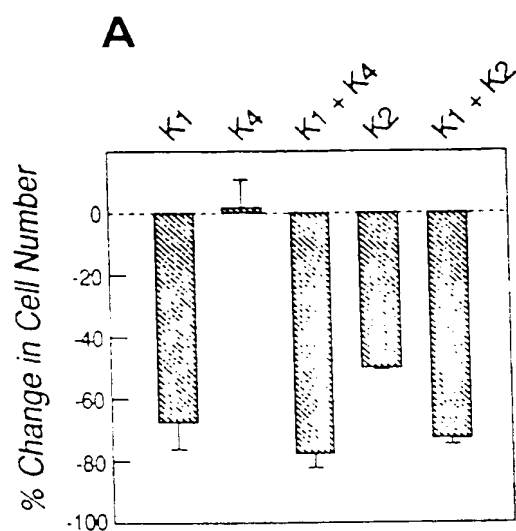 A
K1 K4 K1 + K4 K2 K1 + K2
% Change in Cell Number
0
-20
-40
-60
-80
-100